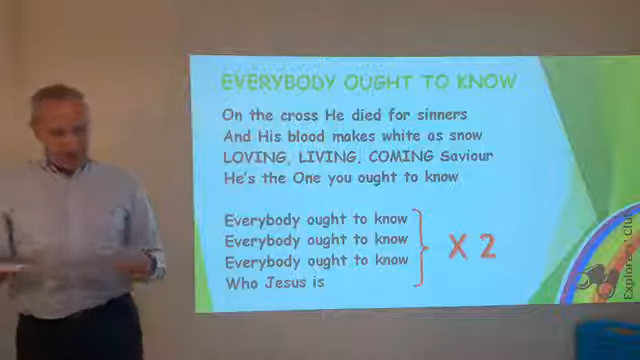 EVERYBODY OUGHT TO KNOW
On the cross He died for sinners
And His blood makes white as snow
LOVING, LIVING, COMING Saviour
He's the One you ought to know
Everybody ought to know
Everybody ought to know
Everybody ought to know
Who Jesus is
X 2
Explorers' Club